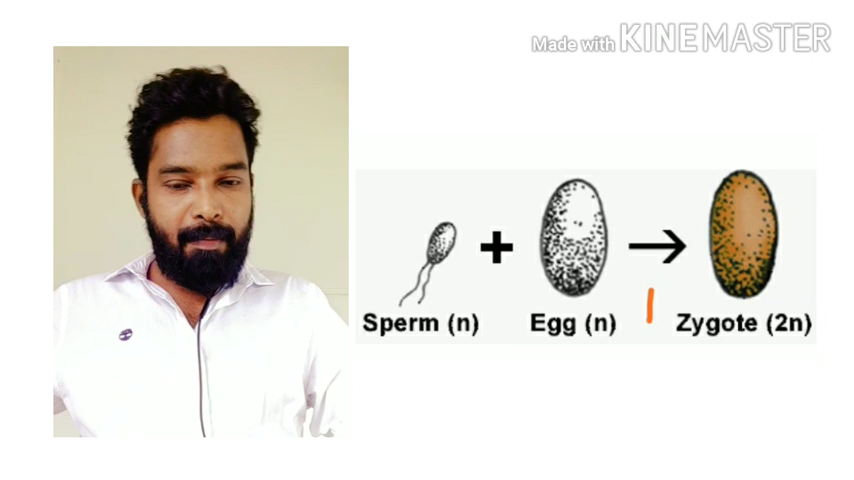 Made with KINEMASTER
+
→
Sperm (n) Egg (n) Zygote (2n)